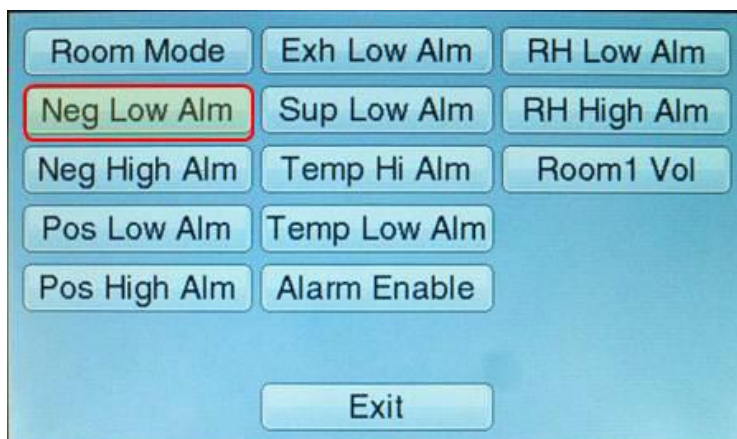 Room Mode
Exh Low Alm
RH Low Alm
Neg Low Alm
Sup Low Alm
RH High Alm
Neg High Alm
Temp Hi Alm
Room1 Vol
Pos Low Alm
Temp Low Alm
Pos High Alm
Alarm Enable
Exit